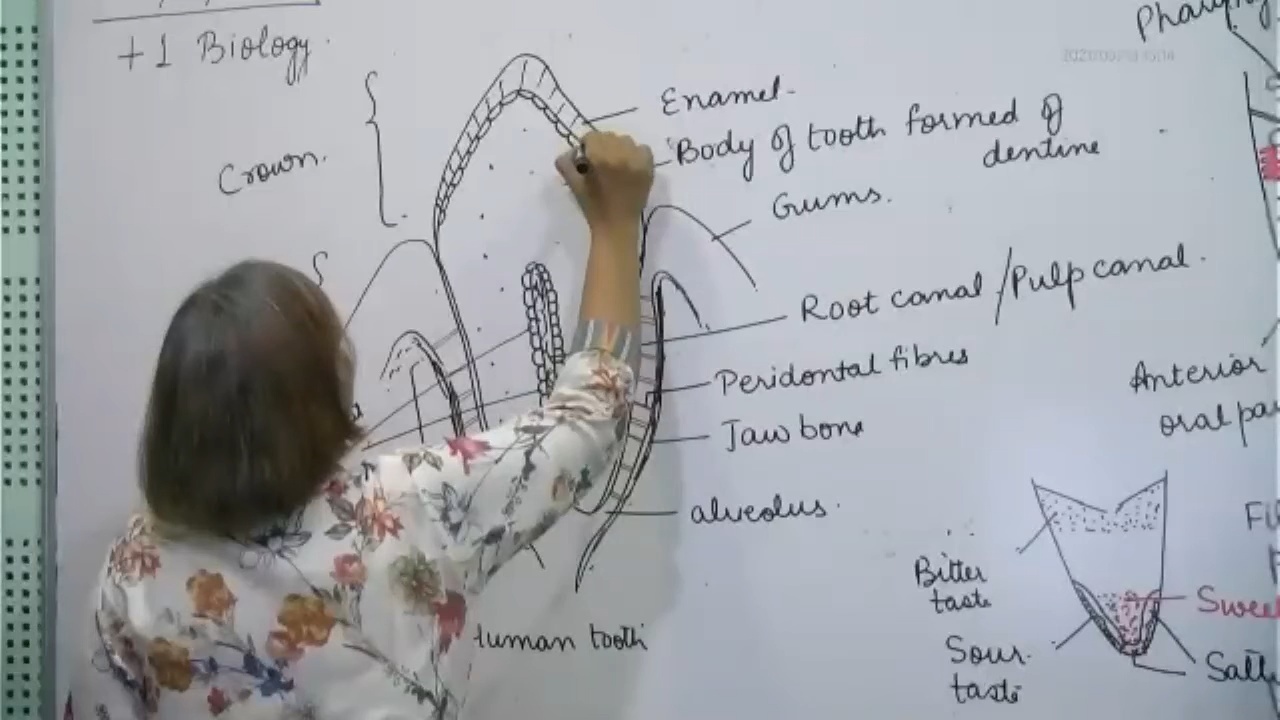 +1 Biology.
Crown.
Enamel.
Body of tooth formed of
dentine
Gums.
Root canal / Pulp canal.
Peridontal fibres
Jaw bone
alveolus.
Human tooth
Anterior
oral
Bitter
taste
Sour.
taste